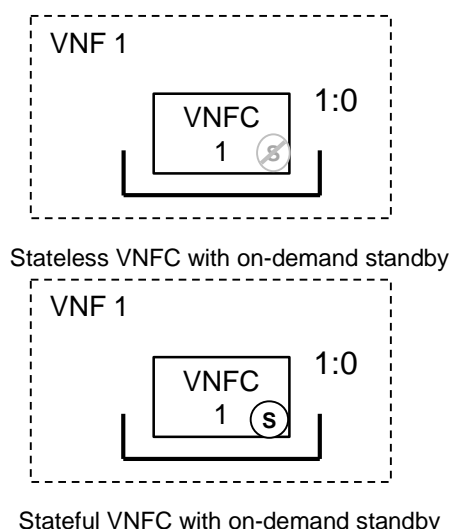 VNF 1
1:0
VNFC
1
S
Stateless VNFC with on-demand standby
VNF 1
1:0
VNFC
1
S
Stateful VNFC with on-demand standby